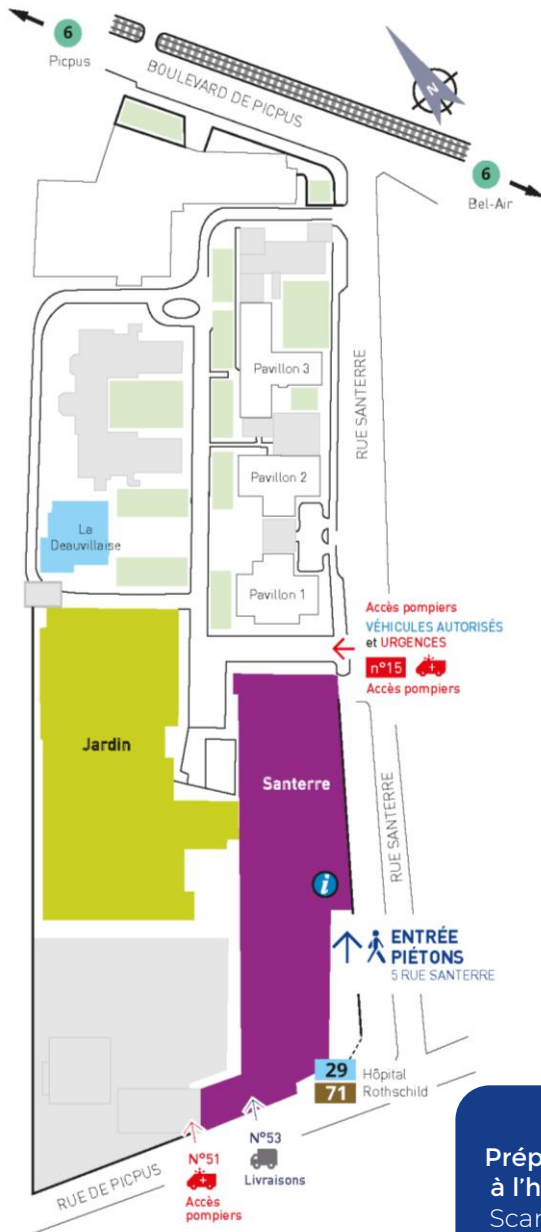 6
Picpus
BOULEVARD DE PICPUS
N
6
Bel-Air
Pavillon 3
RUE SANTERRE
Pavillon 2
La
Deauvillaise
Pavillon 1
Accès pompiers
VÉHICULES AUTORISÉS
et URGENCES
n°15
Accès pompiers
Jardin
Santerre
RUE SANTERRE
i
ENTRÉE
PIÉTONS
5 RUE SANTERRE
29
71
Hôpital
Rothschild
N°51
Accès
pompiers
N°53
Livraisons
RUE DE PICPUS
Prép
à l'h
Scar